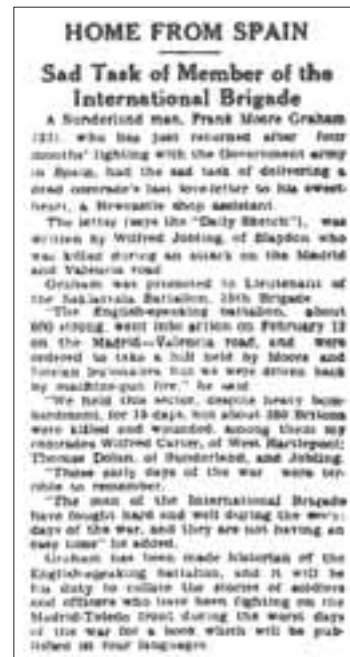 HOME FROM SPAIN
Sad Task of Member of the
International Brigade
A Sunderland man, Frank Moore Graham
who has just returned after four
months' fighting with the Government army
in Spain, had the sad task of delivering a
dead comrade's last love-letter to his sweet-
heart, a Newcastle shop assistant.
The letter (says the "Daily Sketch"), was
written by Wilfred Jobling, of Blaydon who
was killed during an attack on the Madrid
and Valencia road
Graham was promoted to Lieutenant of
the Saklatvala Battalion, 15th Brigade
"The English-speaking battalion, about
600 strong, went into action on February 12
on the Madrid—Valencia road, and were
ordered to take a hill held by Moors and
foreign legionaires but we were driven back
by machine-gun fire," he said
"We held this sector, despite heavy bom-
bardment, for days, but about Britons
were killed and wounded, among them my
comrades Wilfred Carter, of West Hartlepool;
Thomas Dolan, of Sunderland, and Jobling.
"Those early days of the war were ter-
rible to remember.
"The men of the International Brigade
have fought hard and well during the
days of the war, and they are not having an
easy time" he added.
Graham has been made historian of the
English-speaking battalion, and it will be
his duty to collate the stories of soldiers
and officers who have been fighting on the
Madrid-Toledo front during the worst days
of the war for a book which will be pub-
lished in four languages